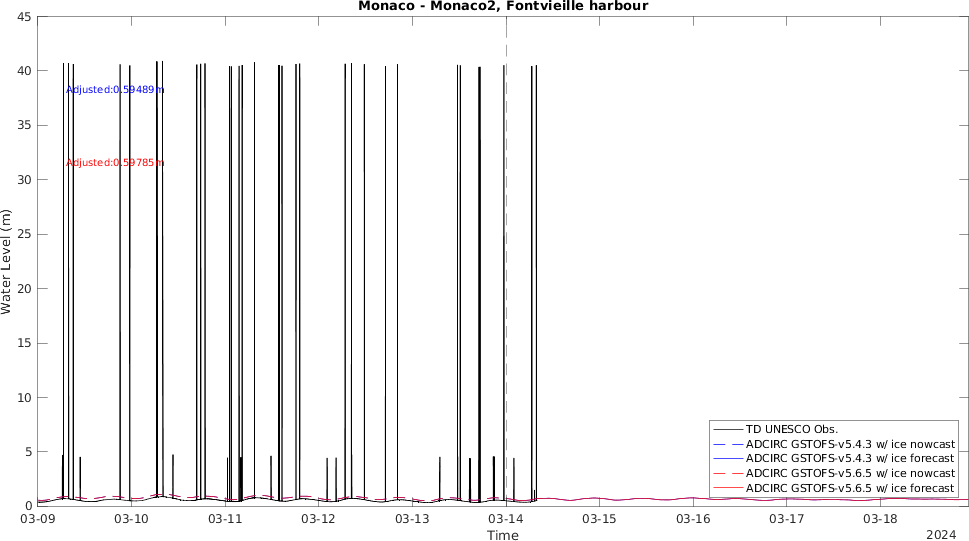 Monaco - Monaco2, Fontvieille harbour
45
40
35
30
25
20
15
10
5
0
Water Level (m)
Adjusted:0.59489m
Adjusted:0.59785m
TD UNESCO Obs.
ADCIRC GSTOFS-v5.4.3 w/ ice nowcast
ADCIRC GSTOFS-v5.4.3 w/ ice forecast
ADCIRC GSTOFS-v5.6.5 w/ ice nowcast
ADCIRC GSTOFS-v5.6.5 w/ ice forecast
03-09 03-10 03-11 03-12 03-13 03-14 03-15 03-16 03-17 03-18
Time
2024